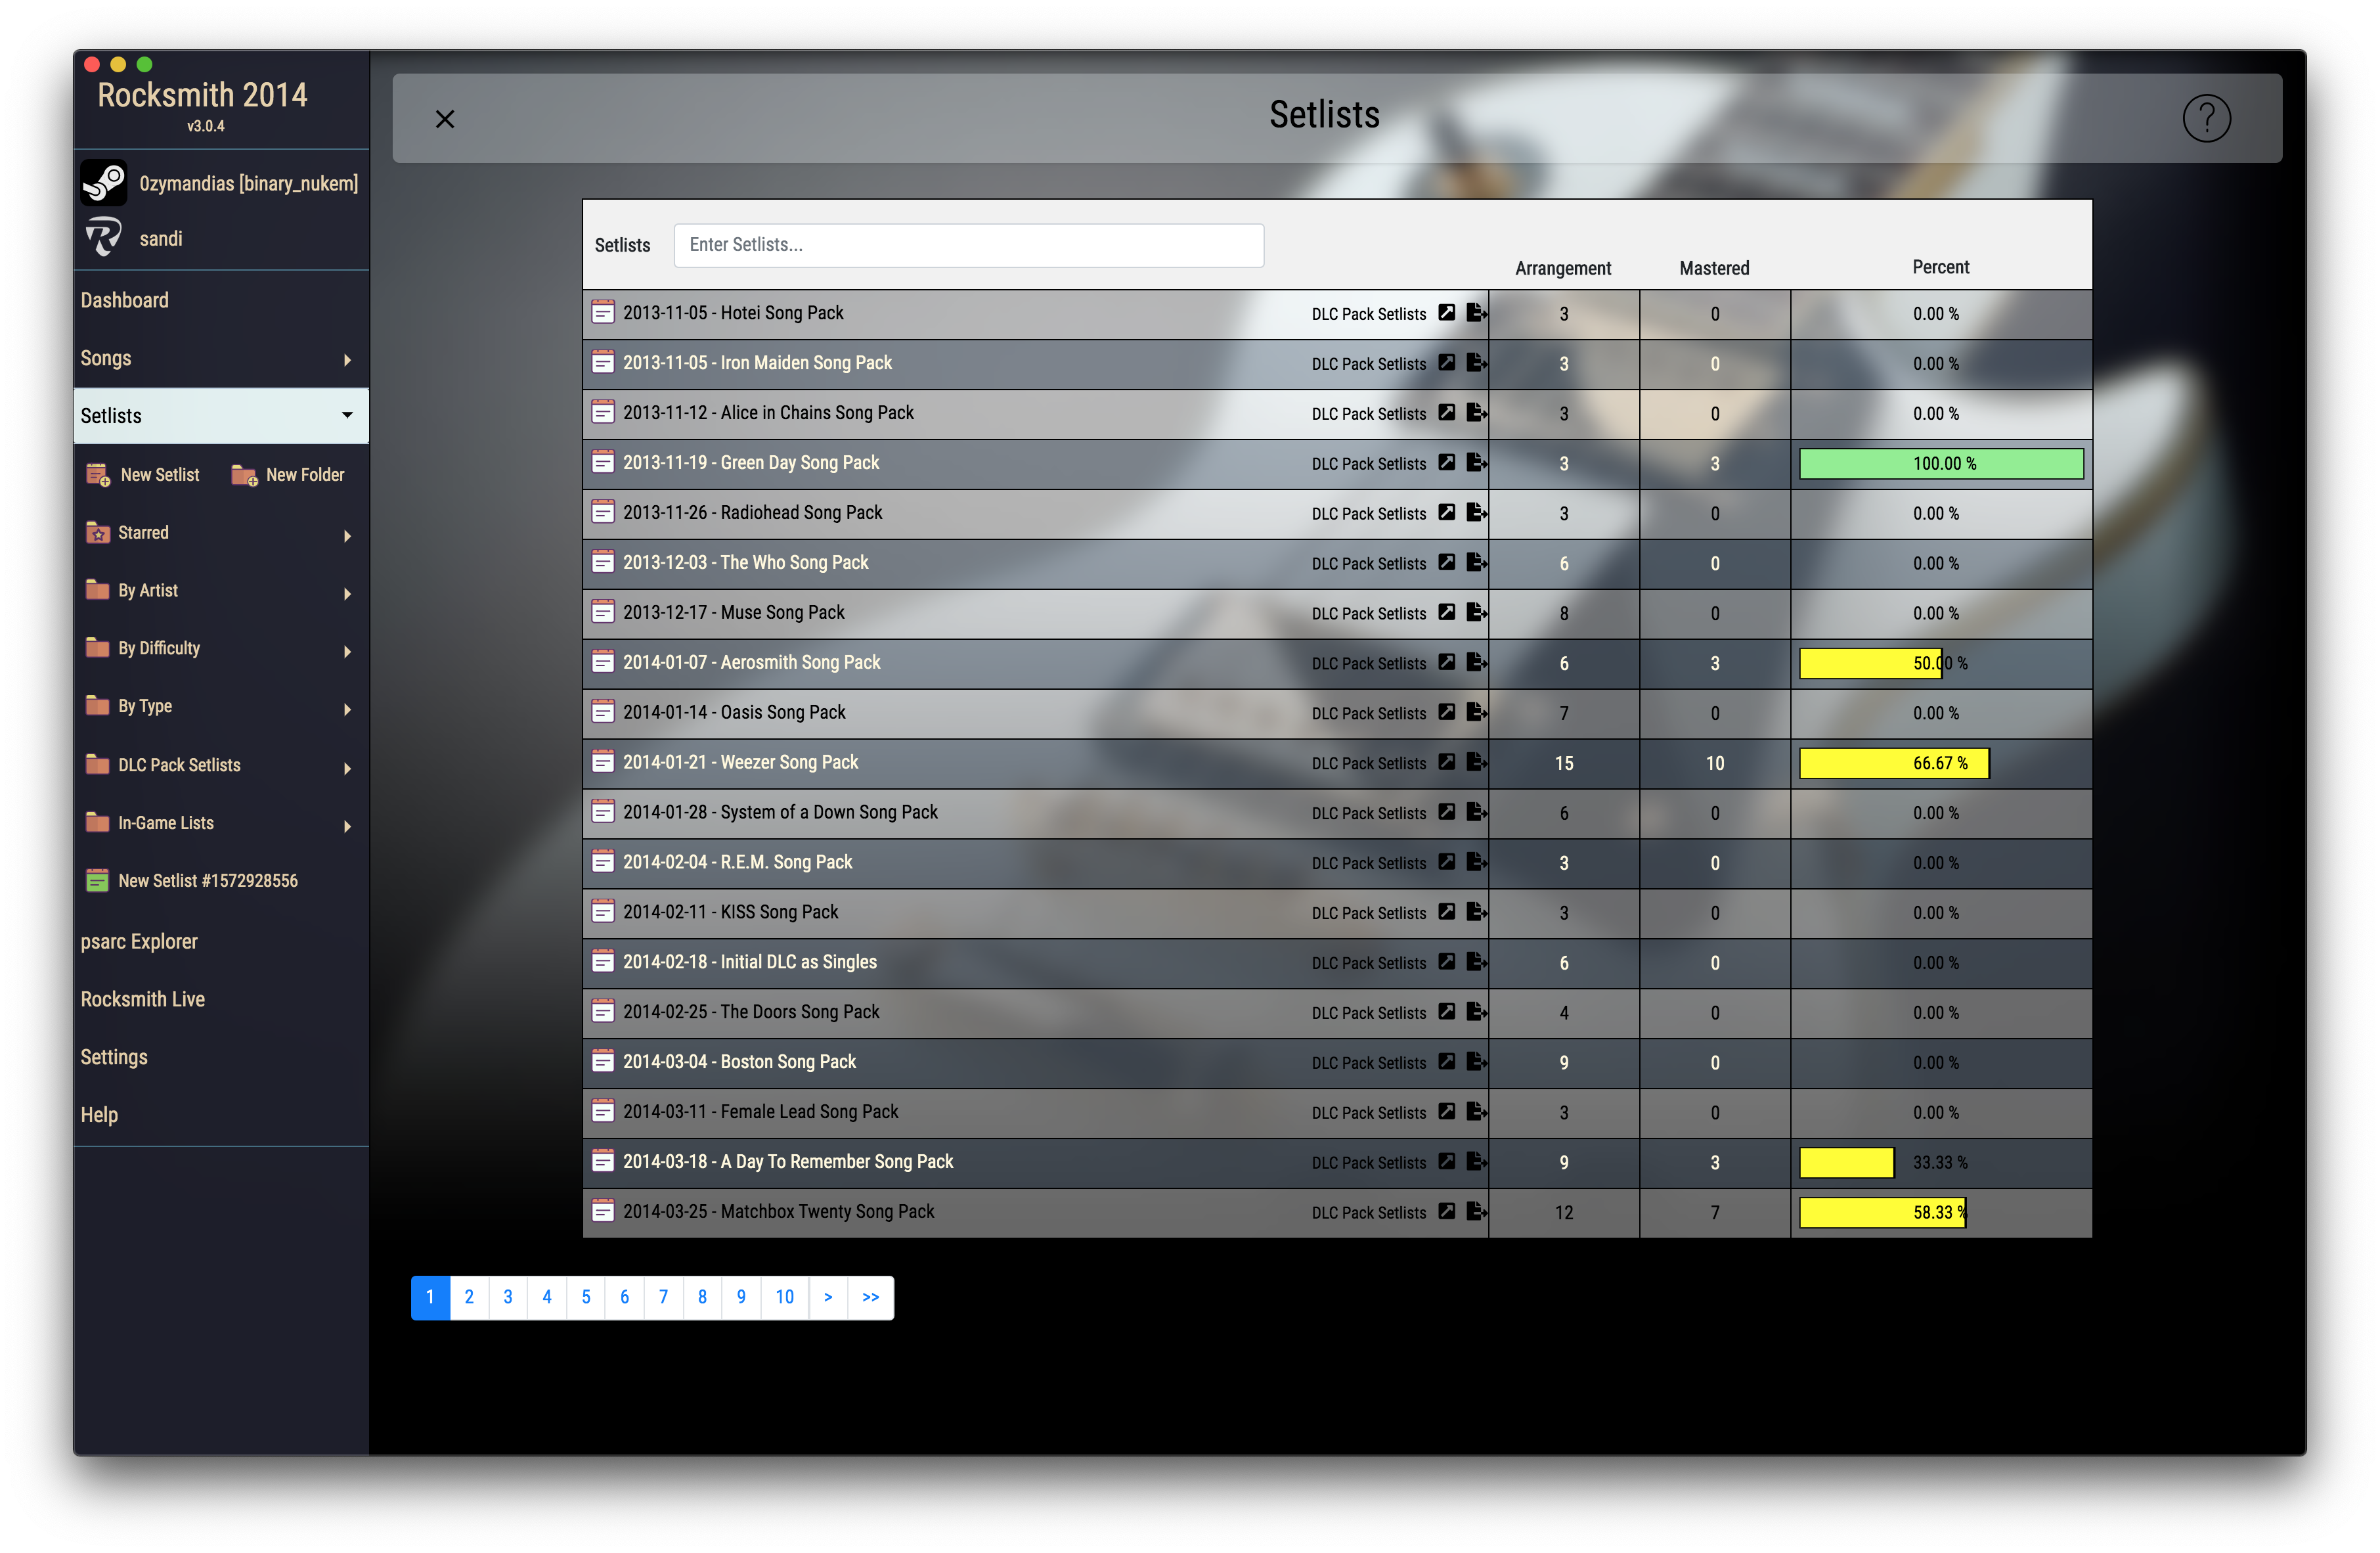 Rocksmith 2014
v3.0.4
0zymandias [binary_nukem]
sandi
Dashboard
Songs
Setlists
New Setlist New Folder
Starred
By Artist
By Difficulty
By Type
DLC Pack Setlists
In-Game Lists
New Setlist #1572928556
psarc Explorer
Rocksmith Live
Settings
Help
× Setlists ?
Setlists Enter Setlists... Arrangement Mastered Percent
2013-11-05 - Hotei Song Pack DLC Pack Setlists 3 0 0.00 %
2013-11-05 - Iron Maiden Song Pack DLC Pack Setlists 3 0 0.00 %
2013-11-12 - Alice in Chains Song Pack DLC Pack Setlists 3 0 0.00 %
2013-11-19 - Green Day Song Pack DLC Pack Setlists 3 3 100.00 %
2013-11-26 - Radiohead Song Pack DLC Pack Setlists 3 0 0.00 %
2013-12-03 - The Who Song Pack DLC Pack Setlists 6 0 0.00 %
2013-12-17 - Muse Song Pack DLC Pack Setlists 8 0 0.00 %
2014-01-07 - Aerosmith Song Pack DLC Pack Setlists 6 3 50.00 %
2014-01-14 - Oasis Song Pack DLC Pack Setlists 7 0 0.00 %
2014-01-21 - Weezer Song Pack DLC Pack Setlists 15 10 66.67 %
2014-01-28 - System of a Down Song Pack DLC Pack Setlists 6 0 0.00 %
2014-02-04 - R.E.M. Song Pack DLC Pack Setlists 3 0 0.00 %
2014-02-11 - KISS Song Pack DLC Pack Setlists 3 0 0.00 %
2014-02-18 - Initial DLC as Singles DLC Pack Setlists 6 0 0.00 %
2014-02-25 - The Doors Song Pack DLC Pack Setlists 4 0 0.00 %
2014-03-04 - Boston Song Pack DLC Pack Setlists 9 0 0.00 %
2014-03-11 - Female Lead Song Pack DLC Pack Setlists 3 0 0.00 %
2014-03-18 - A Day To Remember Song Pack DLC Pack Setlists 9 3 33.33 %
2014-03-25 - Matchbox Twenty Song Pack DLC Pack Setlists 12 7 58.33 %
1 2 3 4 5 6 7 8 9 10 > >>